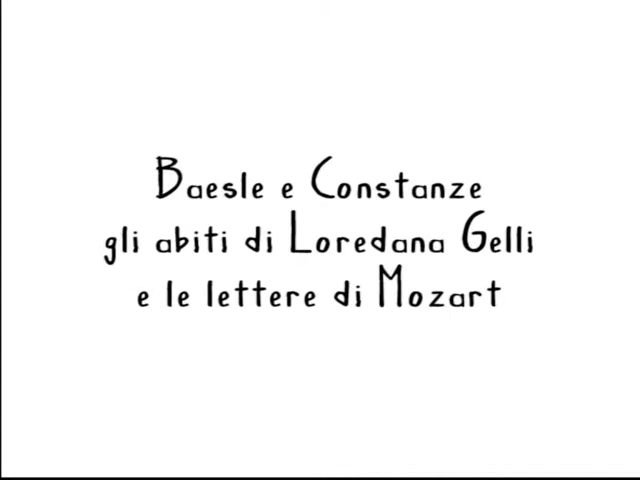 Baesle e Constanze
gli abiti di Loredana Gelli
e le lettere di Mozart